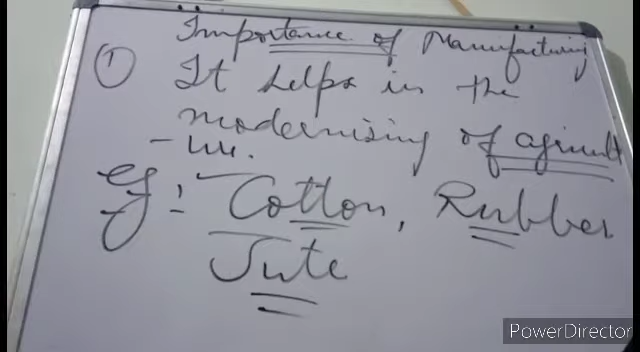 Importance of Manufacturing
① It helps in the
modernising of agricult
-ure.
eg: Cotton, Rubber
Jute
PowerDirector